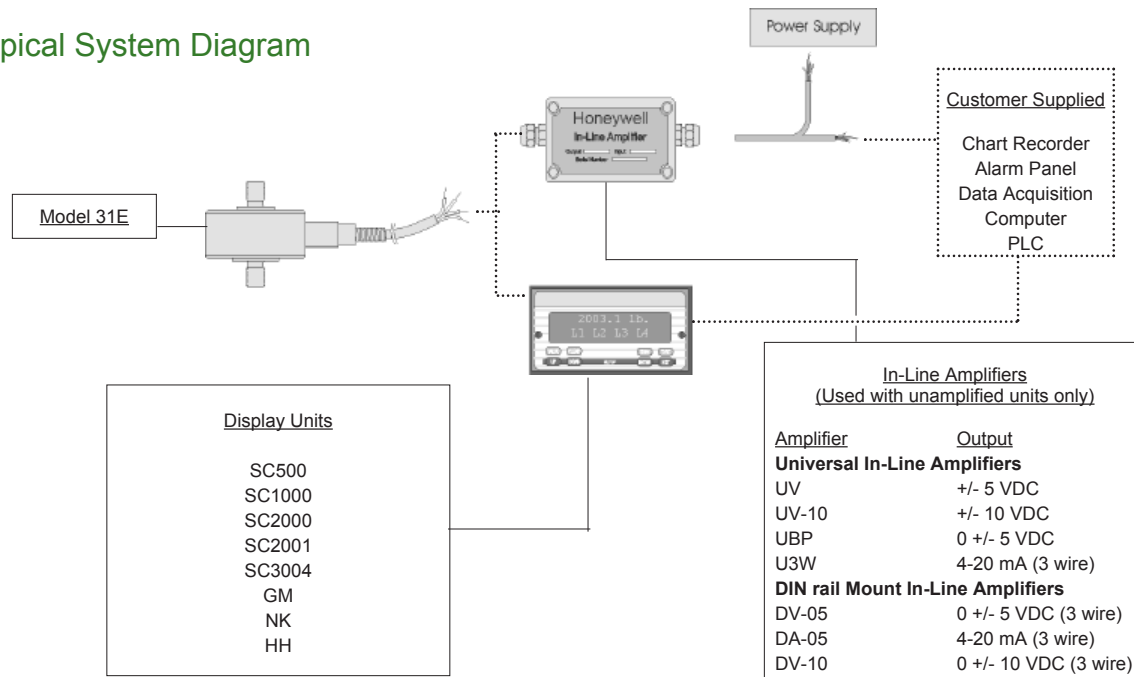 pical System Diagram
Power Supply
Honeywell
In-Line Amplifier
Output Input
Serial Number
Customer Supplied
Chart Recorder
Alarm Panel
Data Acquisition
Computer
PLC
Model 31E
2003.1 lb.
L1 L2 L3 L4
Display Units
SC500
SC1000
SC2000
SC2001
SC3004
GM
NK
HH
In-Line Amplifiers
(Used with unamplified units only)
Amplifier Output
Universal In-Line Amplifiers
UV +/- 5 VDC
UV-10 +/- 10 VDC
UBP 0 +/- 5 VDC
U3W 4-20 mA (3 wire)
DIN rail Mount In-Line Amplifiers
DV-05 0 +/- 5 VDC (3 wire)
DA-05 4-20 mA (3 wire)
DV-10 0 +/- 10 VDC (3 wire)